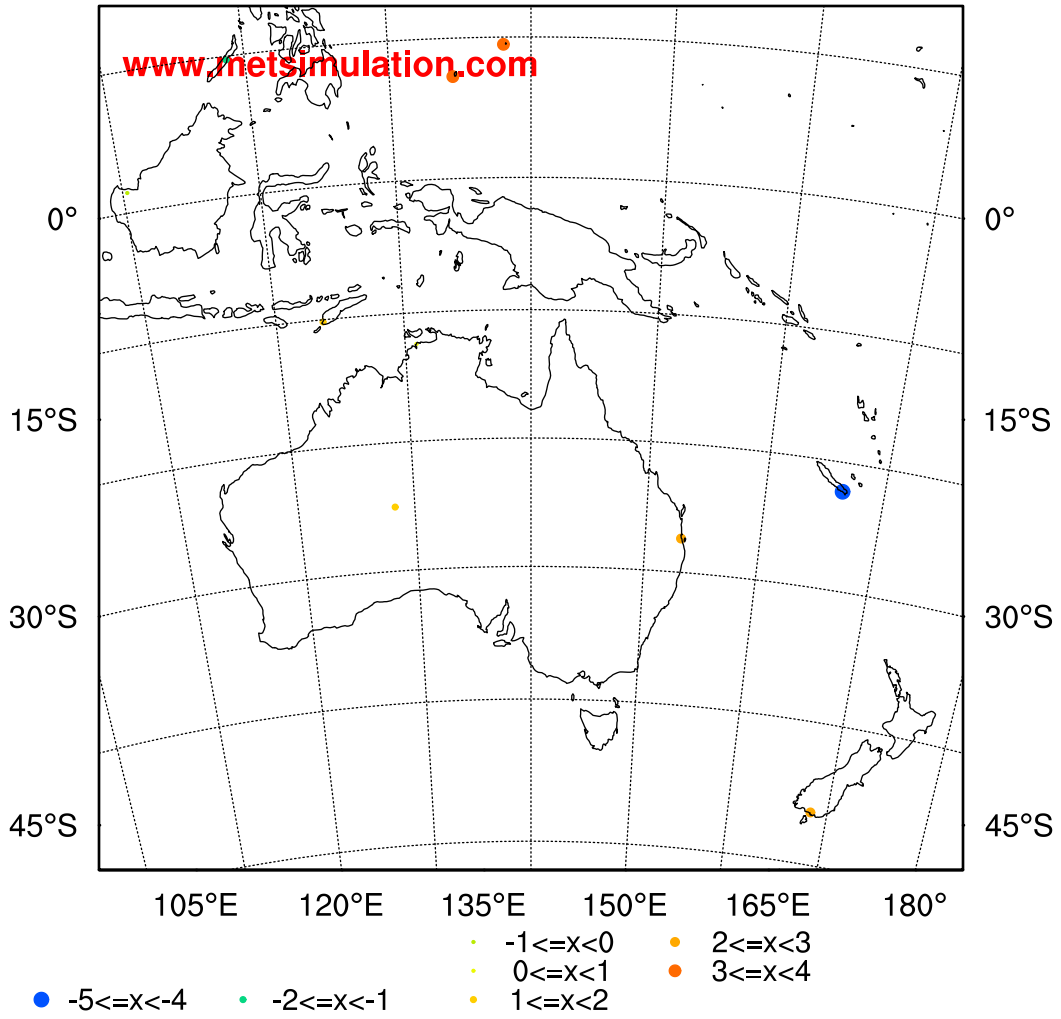 www.metsimulation.com
0° 0°
15°S 15°S
30°S 30°S
45°S 45°S
105°E 120°E 135°E 150°E 165°E 180°
-1<=x<0 2<=x<3
0<=x<1 3<=x<4
-5<=x<-4 -2<=x<-1 1<=x<2